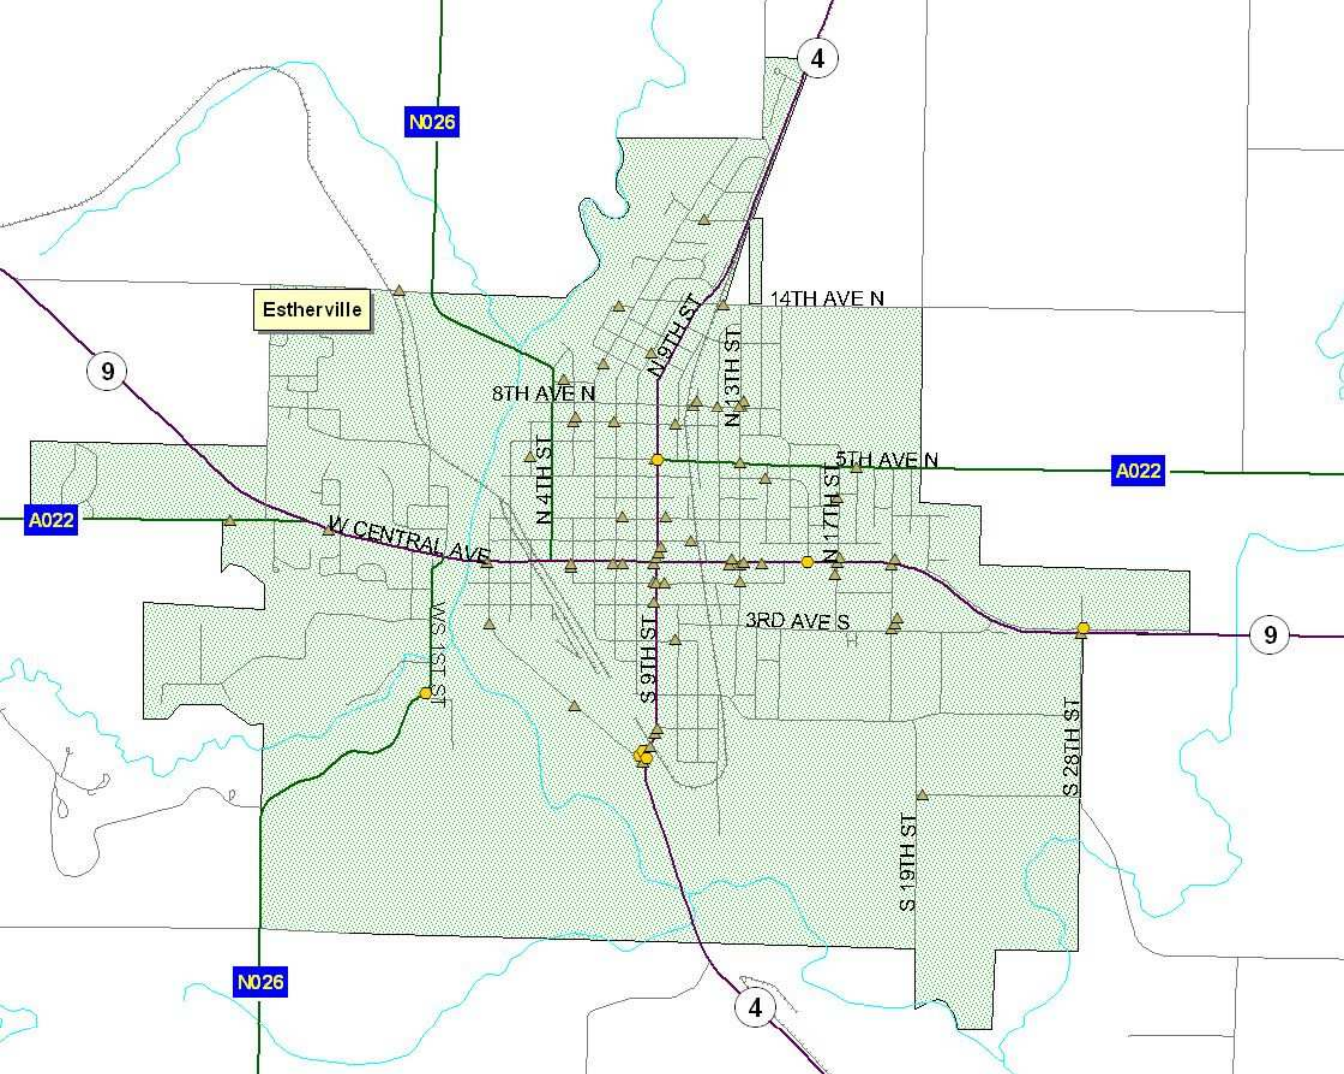 4
N026
14TH AVE N
Estherville
N 9TH ST
N 13TH ST
9
8TH AVE N
N 4TH ST
5TH AVE N
A022
N 17TH ST
A022
W CENTRAL AVE
WS 1ST ST
3RD AVE S
9
S 9TH ST
S 28TH ST
S 19TH ST
N026
4